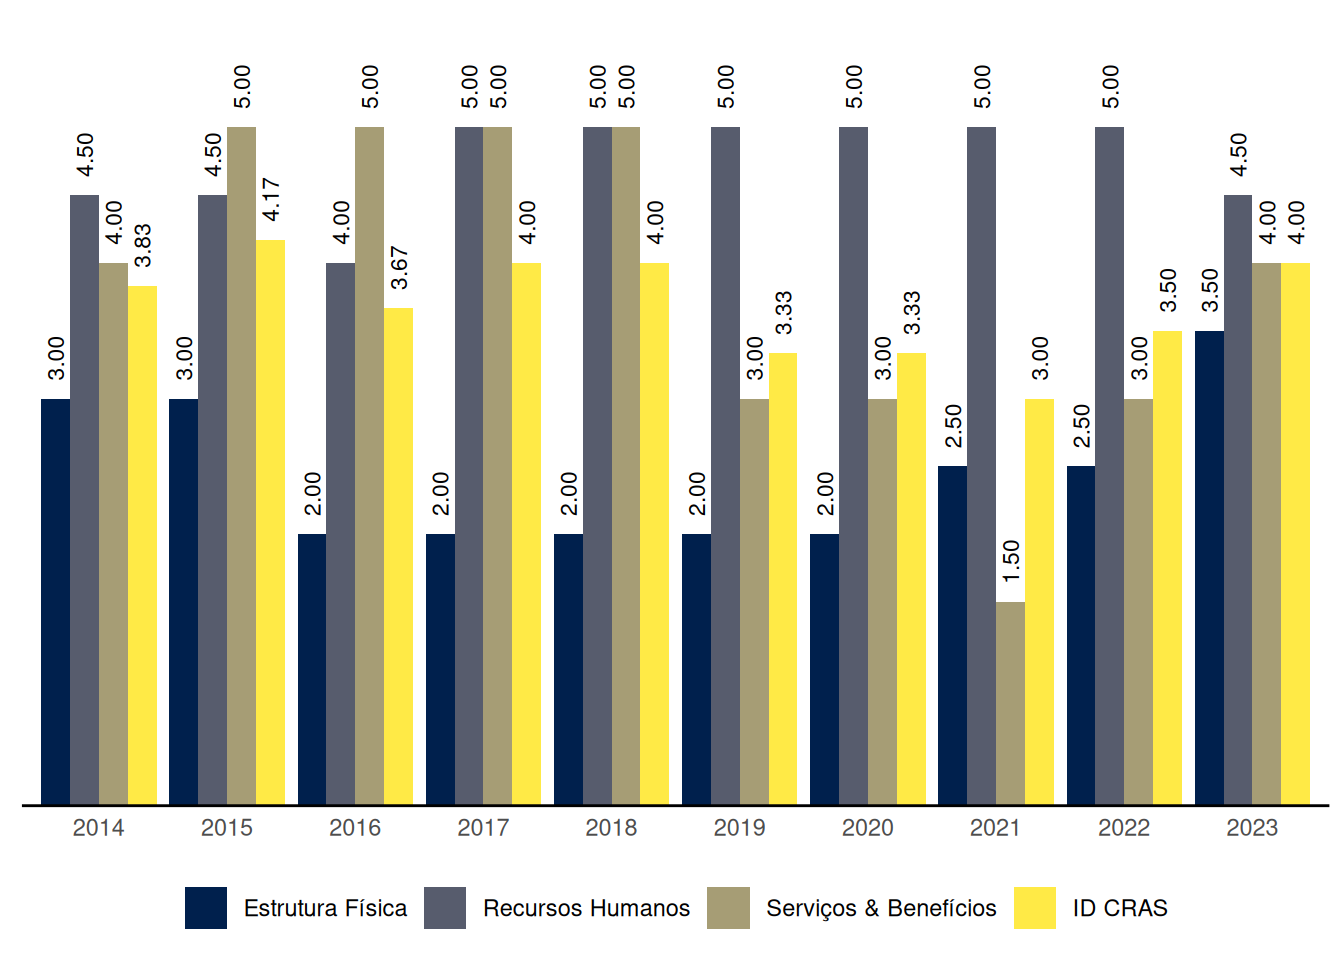 3.00 4.50 4.00 3.83 3.00 4.50 5.00 4.17 2.00 4.00 5.00 3.67 2.00 5.00 5.00 4.00 2.00 5.00 5.00 4.00 2.00 5.00 3.00 3.33 2.00 5.00 3.00 3.33 2.50 5.00 1.50 3.00 2.50 5.00 3.00 3.50 3.50 4.50 4.00 4.00
2014 2015 2016 2017 2018 2019 2020 2021 2022 2023
Estrutura Física Recursos Humanos Serviços & Benefícios ID CRAS